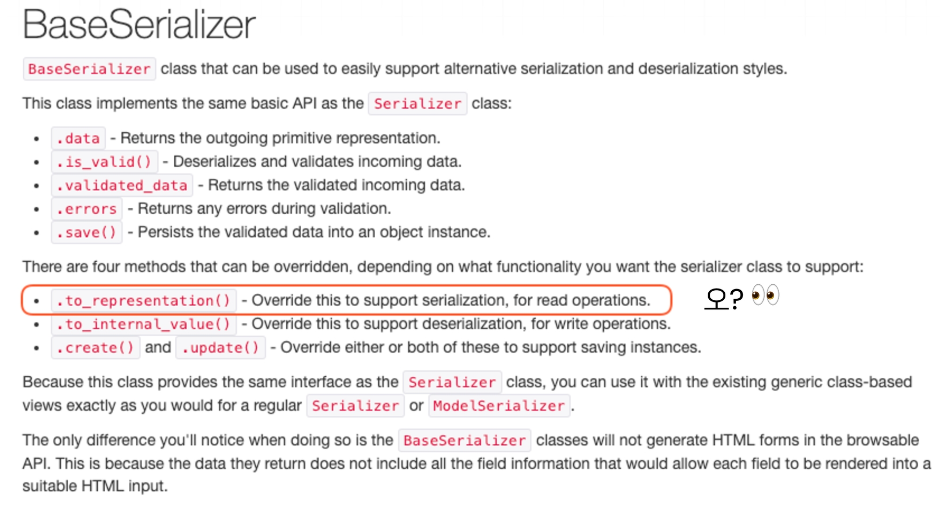 BaseSerializer
BaseSerializer class that can be used to easily support alternative serialization and deserialization styles.
This class implements the same basic API as the Serializer class:
• .data - Returns the outgoing primitive representation.
• .is_valid() - Deserializes and validates incoming data.
• .validated_data - Returns the validated incoming data.
• .errors - Returns any errors during validation.
• .save() - Persists the validated data into an object instance.
There are four methods that can be overridden, depending on what functionality you want the serializer class to support:
• .to_representation() - Override this to support serialization, for read operations. 오? 👀
• .to_internal_value() - Override this to support deserialization, for write operations.
• .create() and .update() - Override either or both of these to support saving instances.
Because this class provides the same interface as the Serializer class, you can use it with the existing generic class-based
views exactly as you would for a regular Serializer or ModelSerializer.
The only difference you'll notice when doing so is the BaseSerializer classes will not generate HTML forms in the browsable
API. This is because the data they return does not include all the field information that would allow each field to be rendered into a
suitable HTML input.